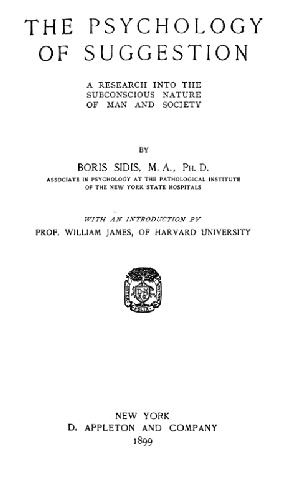 THE PSYCHOLOGY
OF SUGGESTION
A RESEARCH INTO THE
SUBCONSCIOUS NATURE
OF MAN AND SOCIETY
BY
BORIS SIDIS, M. A., PH. D.
ASSOCIATE IN PSYCHOLOGY AT THE PATHOLOGICAL INSTITUTE
OF THE NEW YORK STATE HOSPITALS
WITH AN INTRODUCTION BY
PROF. WILLIAM JAMES, OF HARVARD UNIVERSITY
NEW YORK
D. APPLETON AND COMPANY
1899